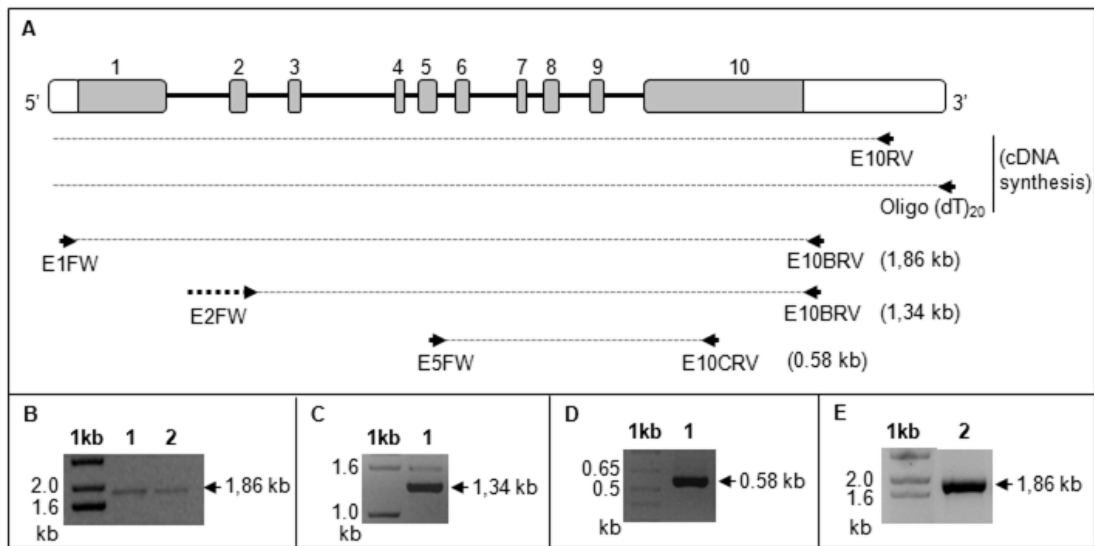 A
1 2 3 4 5 6 7 8 9 10
5' 3'
E10RV
(cDNA
synthesis)
Oligo (dT)20
E1FW E10BRV (1,86 kb)
E2FW E10BRV (1,34 kb)
E5FW E10CRV (0.58 kb)
B
1kb 1 2
2.0
1.6
kb
1,86 kb
C
1kb 1
1.6
1.0
kb
1,34 kb
D
1kb 1
0.65
0.5
kb
0.58 kb
E
1kb 2
2.0
1.6
kb
1,86 kb